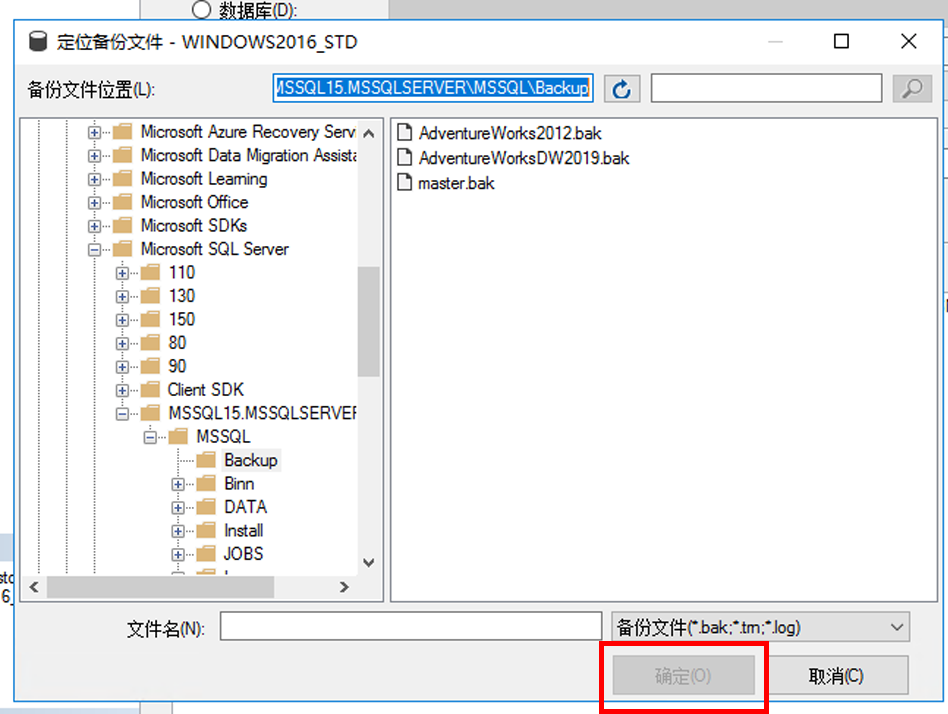 数据库(D):
定位备份文件 - WINDOWS2016_STD
备份文件位置(L):
MSSQL15.MSSQLSERVER\MSSQL\Backup
Microsoft Azure Recovery Serv
Microsoft Data Migration Assista
Microsoft Learning
Microsoft Office
Microsoft SDKs
Microsoft SQL Server
110
130
150
80
90
Client SDK
MSSQL15.MSSQLSERVER
MSSQL
Backup
Binn
DATA
Install
JOBS
AdventureWorks2012.bak
AdventureWorksDW2019.bak
master.bak
文件名(N):
备份文件(*.bak;*.trn;*.log)
确定(O)
取消(C)